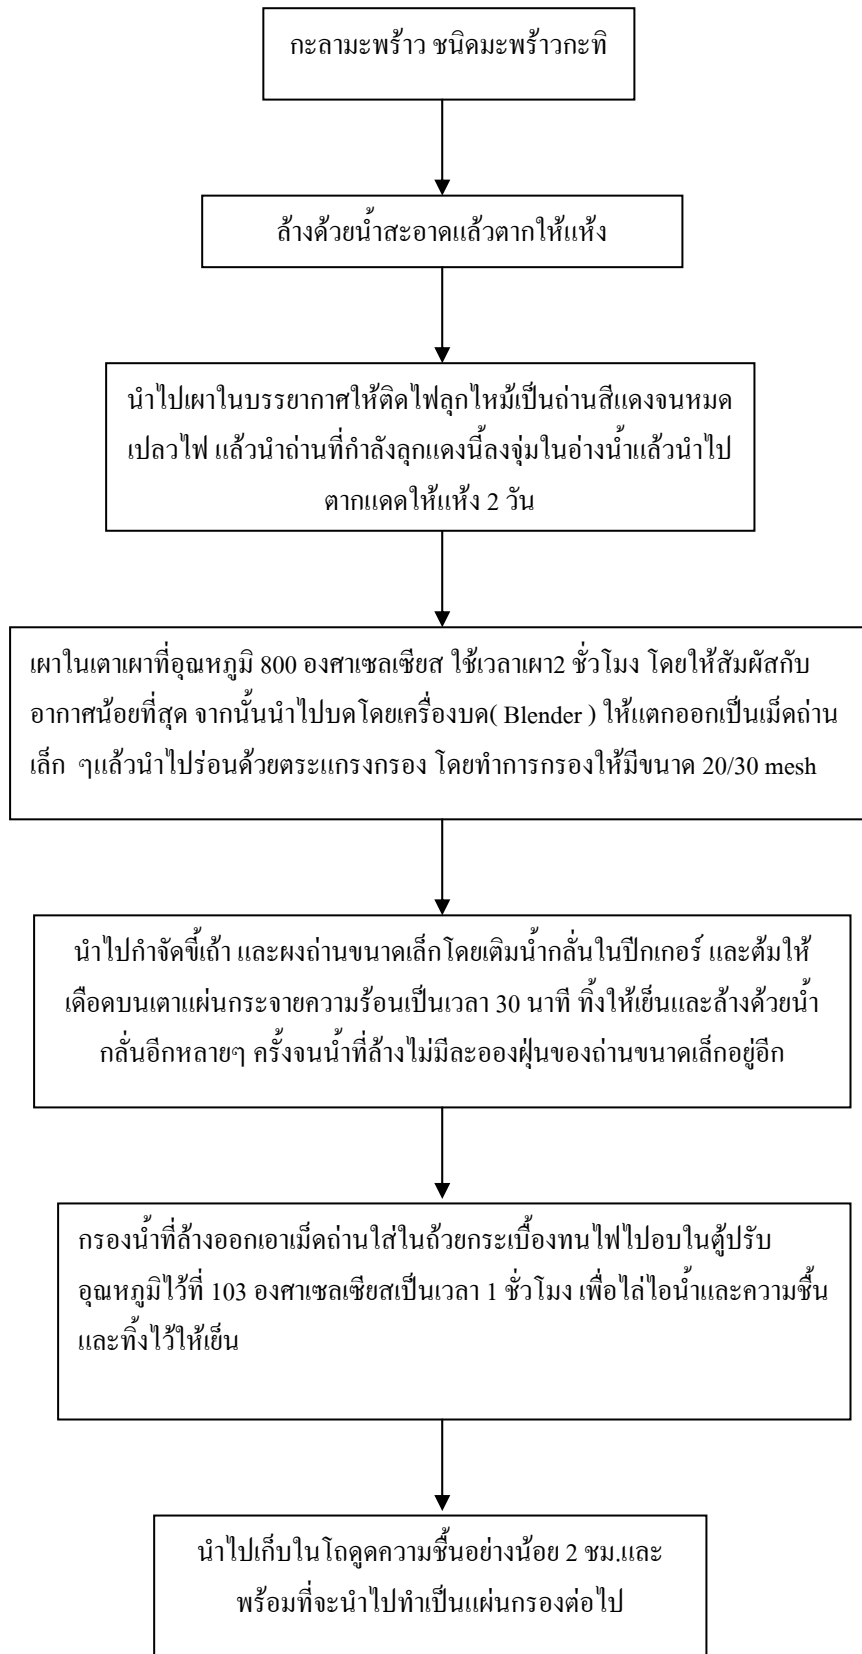 กะลามะพร้าว ชนิดมะพร้าวกะทิ
ล้างด้วยน้ำสะอาดแล้วตากให้แห้ง
นำไปเผาในบรรยากาศให้ติดไฟลุกไหม้เป็นถ่านสีแดงจนหมด
เปลวไฟ แล้วนำถ่านที่กำลังลุกแดงนี้ลงจุ่มในอ่างน้ำแล้วนำไป
ตากแดดให้แห้ง 2 วัน
เผาในเตาเผาที่อุณหภูมิ 800 องศาเซลเซียส ใช้เวลาเผา2 ชั่วโมง โดยให้สัมผัสกับ
อากาศน้อยที่สุด จากนั้นนำไปบดโดยเครื่องบด( Blender ) ให้แตกออกเป็นเม็ดถ่าน
เล็ก ๆแล้วนำไปร่อนด้วยตระแกรงกรอง โดยทำการกรองให้มีขนาด 20/30 mesh
นำไปกำจัดขี้เถ้า และผงถ่านขนาดเล็กโดยเติมน้ำกลั่นในบีกเกอร์ และต้มให้
เดือดบนเตาแผ่นกระจายความร้อนเป็นเวลา 30 นาที ทิ้งให้เย็นและล้างด้วยน้ำ
กลั่นอีกหลายๆ ครั้งจนน้ำที่ล้างไม่มีละอองฝุ่นของถ่านขนาดเล็กอยู่อีก
กรองน้ำที่ล้างออกเอาเม็ดถ่านใส่ในถ้วยกระเบื้องทนไฟไปอบในตู้ปรับ
อุณหภูมิไว้ที่ 103 องศาเซลเซียสเป็นเวลา 1 ชั่วโมง เพื่อไล่ไอน้ำและความชื้น
และทิ้งไว้ให้เย็น
นำไปเก็บในโถดูดความชื้นอย่างน้อย 2 ชม.และ
พร้อมที่จะนำไปทำเป็นแผ่นกรองต่อไป